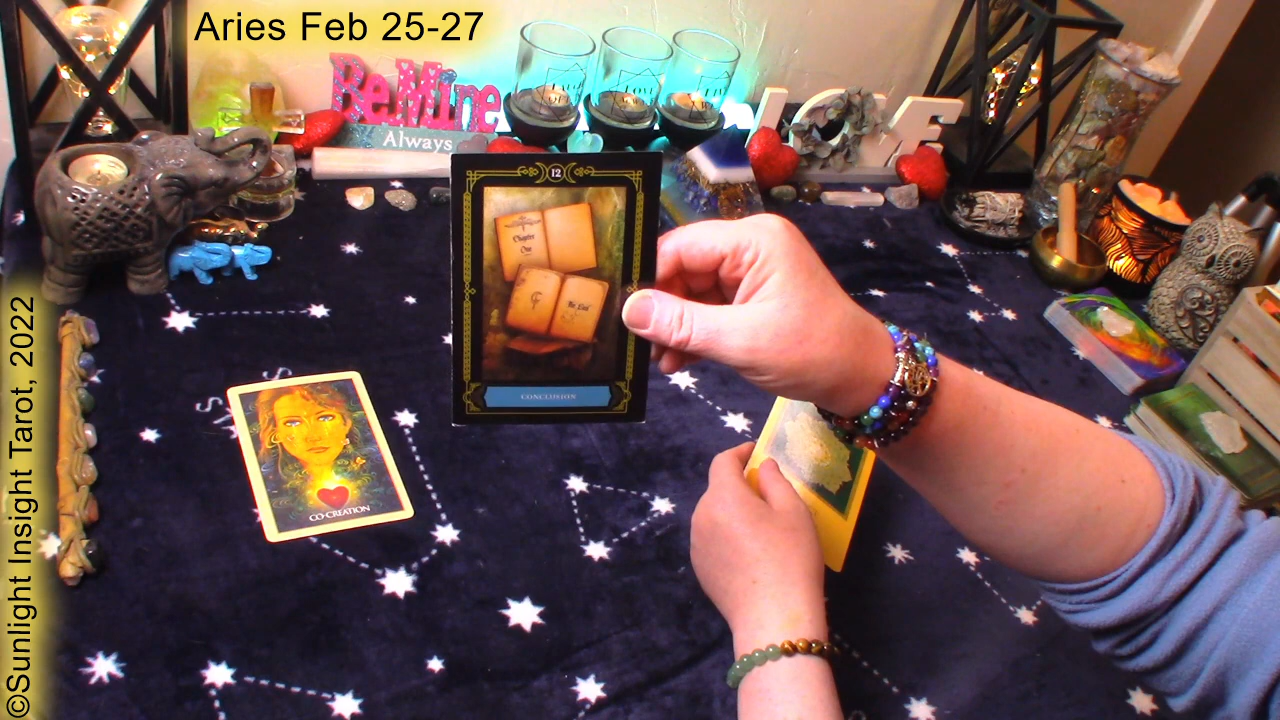 Aries Feb 25-27
BeMine
Always
LOVE
12
Chapter
One
The End
CONCLUSION
CO-CREATION
©Sunlight Insight Tarot, 2022